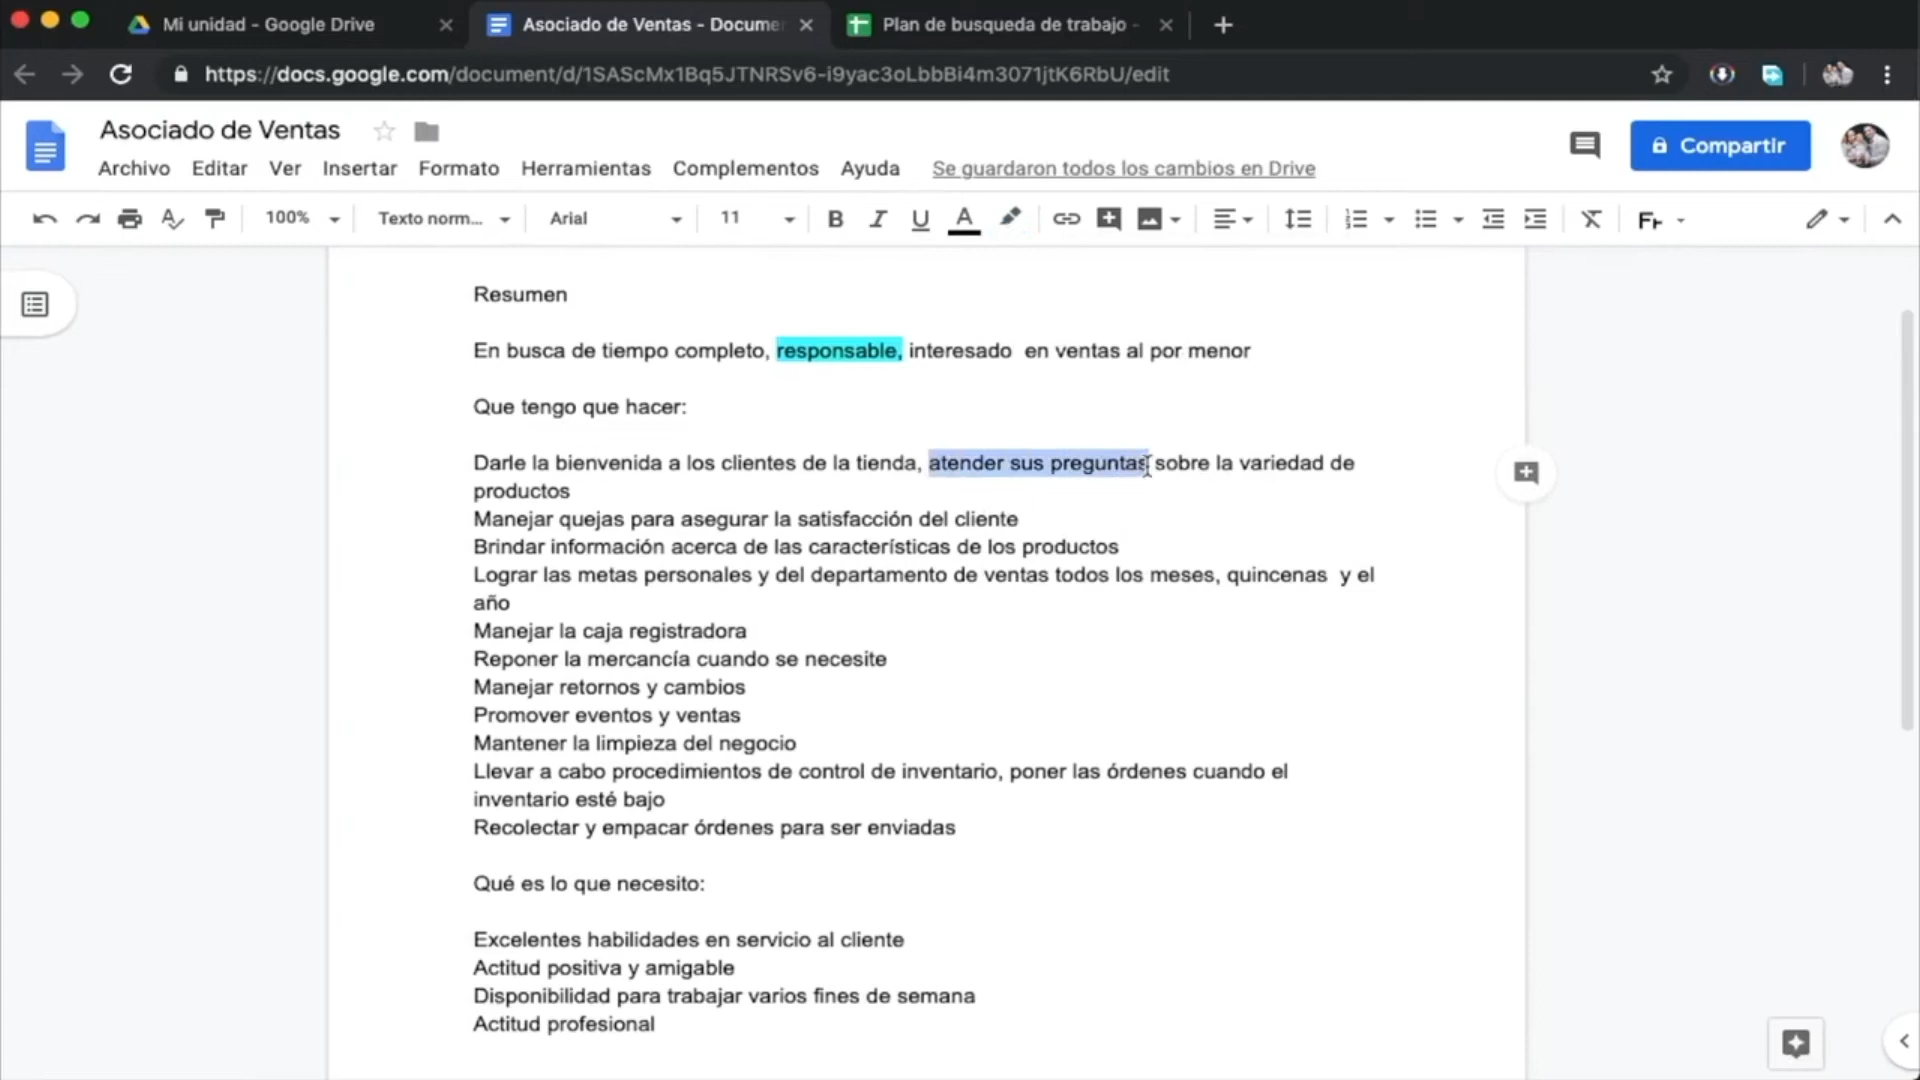 Mi unidad - Google Drive
Asociado de Ventas - Docume
Plan de busqueda de trabajo -
https://docs.google.com/document/d/1SAScMx1Bq5JTNRSv6-i9yac3oLbbBi4m3071jtK6RbU/edit
Asociado de Ventas
Compartir
Archivo Editar Ver Insertar Formato Herramientas Complementos Ayuda Se guardaron todos los cambios en Drive
100% Texto norm... Arial 11 B I U A
Resumen
En busca de tiempo completo, responsable, interesado en ventas al por menor
Que tengo que hacer:
Darle la bienvenida a los clientes de la tienda, atender sus preguntas sobre la variedad de
productos
Manejar quejas para asegurar la satisfacción del cliente
Brindar información acerca de las características de los productos
Lograr las metas personales y del departamento de ventas todos los meses, quincenas y el
año
Manejar la caja registradora
Reponer la mercancía cuando se necesite
Manejar retornos y cambios
Promover eventos y ventas
Mantener la limpieza del negocio
Llevar a cabo procedimientos de control de inventario, poner las órdenes cuando el
inventario esté bajo
Recolectar y empacar órdenes para ser enviadas
Qué es lo que necesito:
Excelentes habilidades en servicio al cliente
Actitud positiva y amigable
Disponibilidad para trabajar varios fines de semana
Actitud profesional